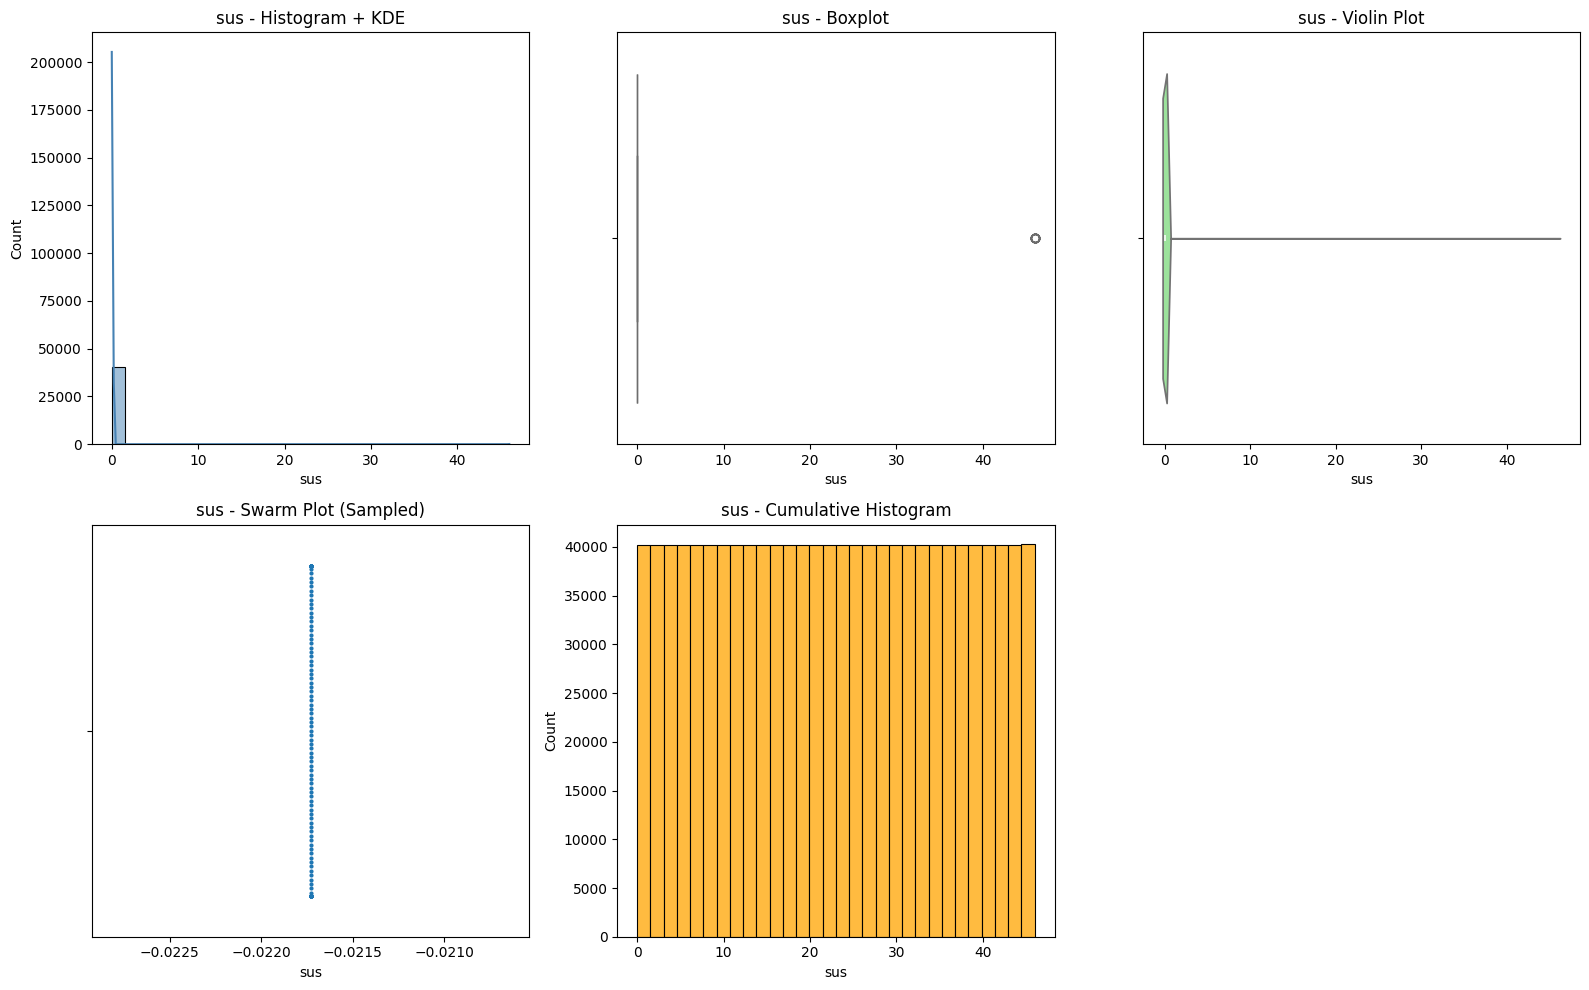 sus - Histogram + KDE
200000
175000
150000
125000
100000
75000
50000
25000
0
Count
0 10 20 30 40
sus
sus - Boxplot
0 10 20 30 40
sus
sus - Violin Plot
0 10 20 30 40
sus
sus - Swarm Plot (Sampled)
−0.0225 −0.0220 −0.0215 −0.0210
sus
sus - Cumulative Histogram
40000
35000
30000
25000
20000
15000
10000
5000
0
Count
0 10 20 30 40
sus